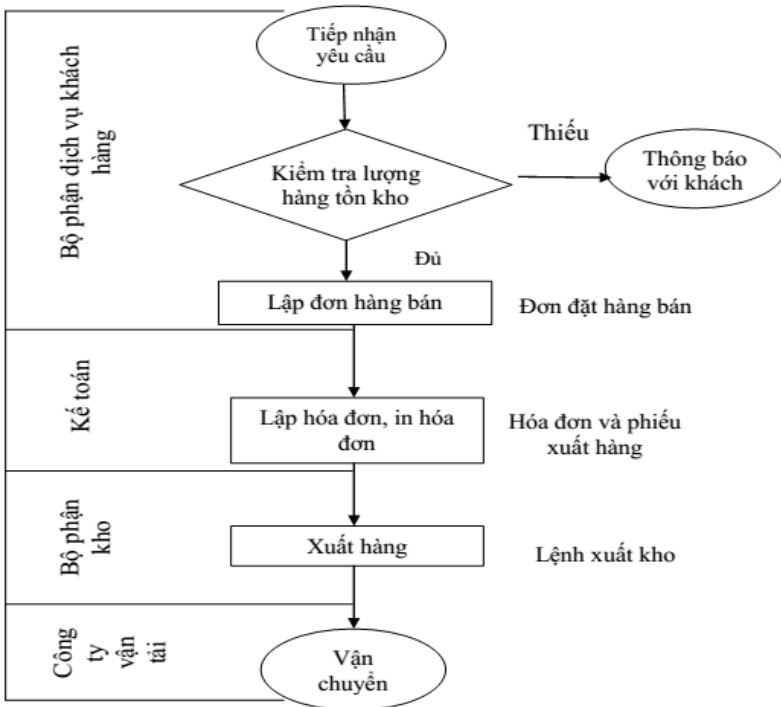 Tiếp nhận
yêu cầu
Bộ phận dịch vụ khách
hàng
Kiểm tra lượng
hàng tồn kho
Thiếu
Thông báo
với khách
Đủ
Lập đơn hàng bán
Đơn đặt hàng bán
Kế toán
Lập hóa đơn, in hóa
đơn
Hóa đơn và phiếu
xuất hàng
Bộ phận
kho
Xuất hàng
Lệnh xuất kho
Công
ty
vận
tải
Vận
chuyển